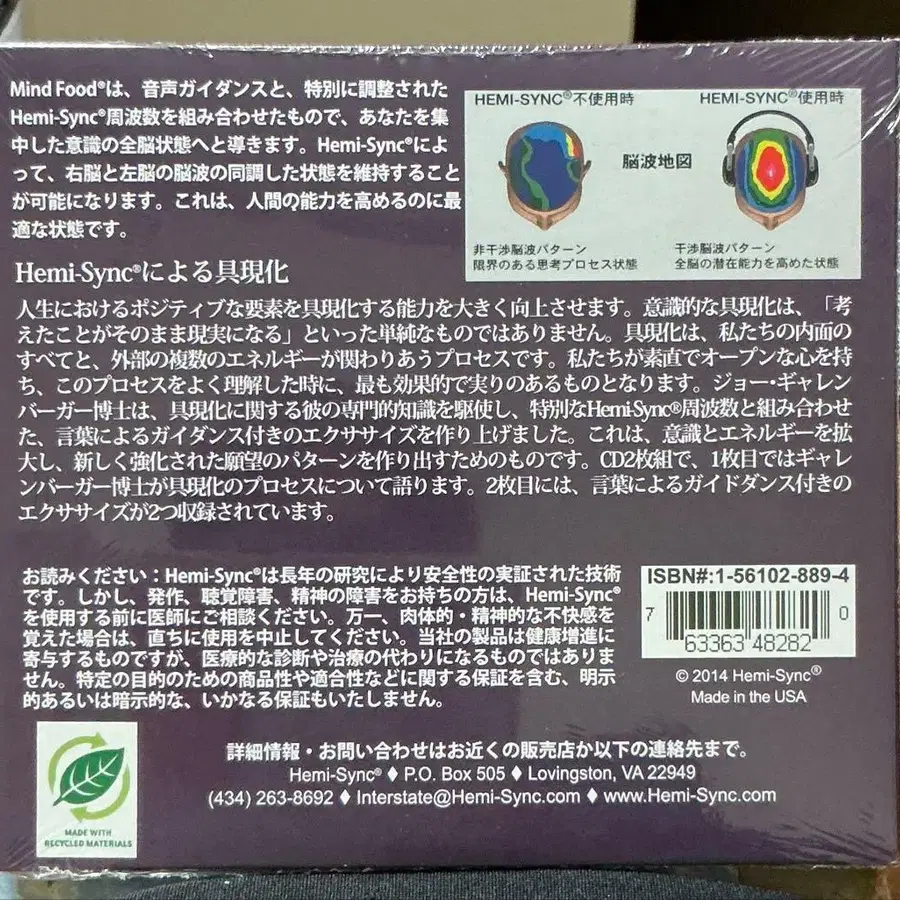 Mind Food®は、音声ガイダンスと、特別に調整された
Hemi-Sync®周波数を組み合わせたもので、あなたを集
中した意識の全脳状態へと導きます。Hemi-Sync®によ
って、右脳と左脳の脳波の同調した状態を維持すること
が可能になります。これは、人間の能力を高めるのに最
適な状態です。
HEMI-SYNC®不使用時
HEMI-SYNC®使用時
脳波地図
非干渉脳波パターン
限界のある思考プロセス状態
干渉脳波パターン
全脳の潜在能力を高めた状態
Hemi-Sync®による具現化
人生におけるポジティブな要素を具現化する能力を大きく向上させます。意識的な具現化は、「考
えたことがそのまま現実になる」といった単純なものではありません。具現化は、私たちの内面の
すべてと、外部の複数のエネルギーが関わりあうプロセスです。私たちが素直でオープンな心を持
ち、このプロセスをよく理解した時に、最も効果的で実りのあるものとなります。ジョー・ギャレン
バーガー博士は、具現化に関する彼の専門的知識を駆使し、特別なHemi-Sync®周波数と組み合わせ
た、言葉によるガイダンス付きのエクササイズを作り上げました。これは、意識とエネルギーを拡
大し、新しく強化された願望のパターンを作り出すためのものです。CD2枚組で、1枚目ではギャレ
ンバーガー博士が具現化のプロセスについて語ります。2枚目には、言葉によるガイドダンス付きの
エクササイズが2つ収録されています。
お読みください：Hemi-Sync®は長年の研究により安全性の実証された技術
です。しかし、発作、聴覚障害、精神の障害をお持ちの方は、Hemi-Sync®
を使用する前に医師にご相談ください。万一、肉体的・精神的な不快感を
覚えた場合は、直ちに使用を中止してください。当社の製品は健康増進に
寄与するものですが、医療的な診断や治療の代わりになるものではありま
せん。特定の目的のための商品性や適合性などに関する保証を含む、明示
的あるいは暗示的な、いかなる保証もいたしません。
ISBN#:1-56102-889-4
7 63363 48282 0
© 2014 Hemi-Sync®
Made in the USA
MADE WITH
RECYCLED MATERIALS
詳細情報・お問い合わせはお近くの販売店か以下の連絡先まで。
Hemi-Sync® ♦ P.O. Box 505 ♦ Lovingston, VA 22949
(434) 263-8692 ♦ Interstate@Hemi-Sync.com ♦ www.Hemi-Sync.com